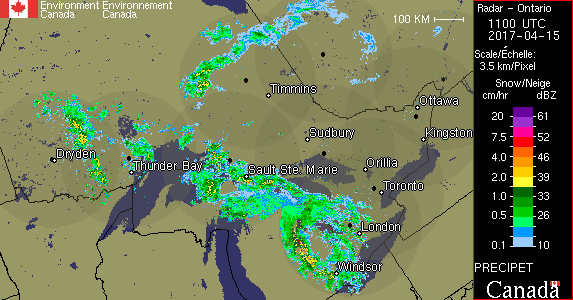 Environment Environnement
Canada Canada
100 KM
Timmins
Ottawa
Sudbury
Kingston
Dryden
Thunder Bay
Sault Ste. Marie
Orillia
Toronto
London
Windsor
Radar - Ontario
1100 UTC
2017-04-15
Scale/Échelle:
3.5 km/Pixel
Snow/Neige
cm/hr dBZ
20 61
7.5 52
4.0 46
2.0 39
1.0 33
0.5 26
0.1 10
PRECIPET
Canada